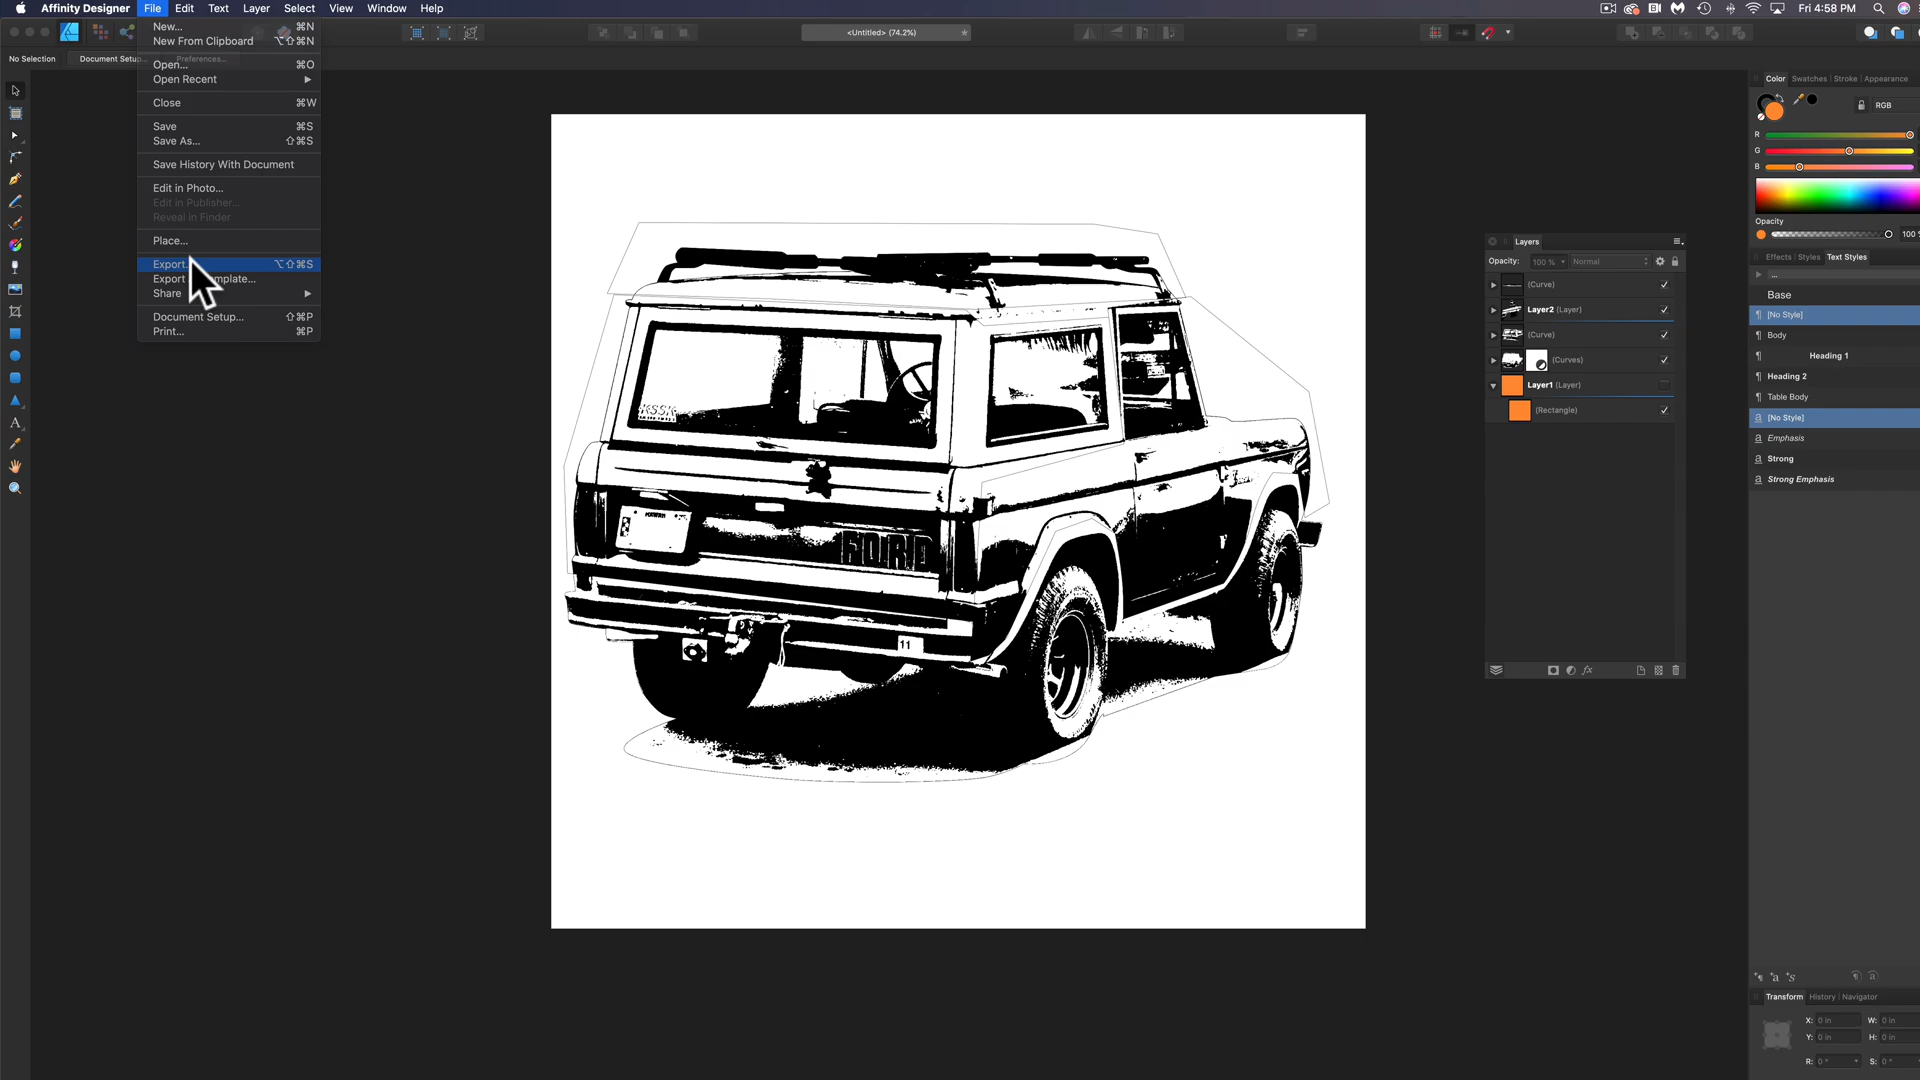 Affinity Designer File Edit Text Layer Select View Window Help
Fri 4:58 PM
<Untitled> (74.2%)
No Selection
Document Setup...
Preferences...
New... ⌘N
New From Clipboard ⌥⇧⌘N
Open... ⌘O
Open Recent
Close ⌘W
Save ⌘S
Save As... ⇧⌘S
Save History With Document
Edit in Photo...
Edit in Publisher...
Reveal in Finder
Place...
Export... ⌥⇧⌘S
Export
Share
Document Setup... ⇧⌘P
Print... ⌘P
HAWAII
FORD
11
Layers
Opacity: 100 % Normal
(Curve)
Layer2 (Layer)
(Curve)
(Curves)
Layer1 (Layer)
(Rectangle)
Color Swatches Stroke Appearance
RGB
R
G
B
Opacity
100
Effects Styles Text Styles
...
Base
[No Style]
Body
Heading 1
Heading 2
Table Body
[No Style]
Emphasis
Strong
Strong Emphasis
Transform History Navigator
X: 0 in W: 0 in
Y: 0 in H: 0 in
R: 0 ° S: 0 °